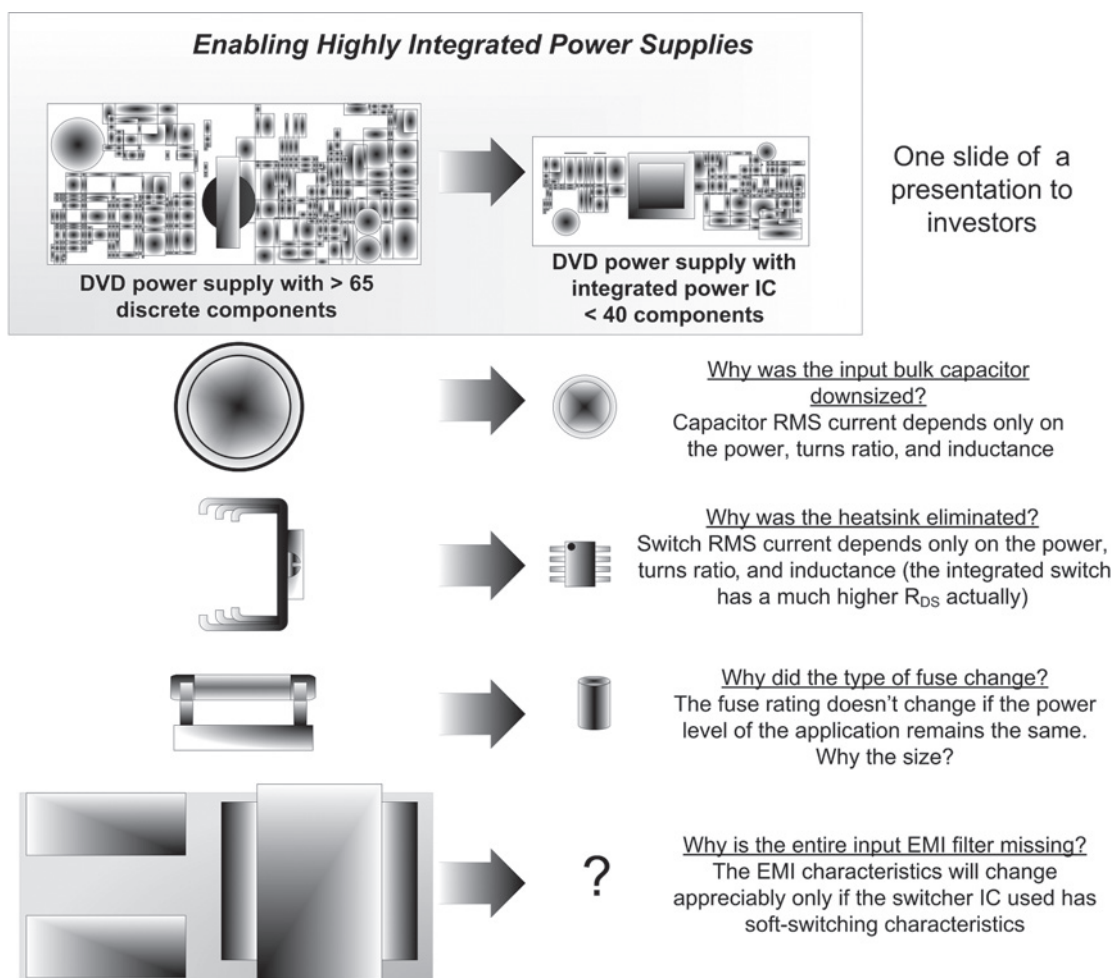 Enabling Highly Integrated Power Supplies
DVD power supply with > 65
discrete components
DVD power supply with
integrated power IC
< 40 components
One slide of a
presentation to
investors
Why was the input bulk capacitor
downsized?
Capacitor RMS current depends only on
the power, turns ratio, and inductance
Why was the heatsink eliminated?
Switch RMS current depends only on the power,
turns ratio, and inductance (the integrated switch
has a much higher RDS actually)
Why did the type of fuse change?
The fuse rating doesn't change if the power
level of the application remains the same.
Why the size?
?
Why is the entire input EMI filter missing?
The EMI characteristics will change
appreciably only if the switcher IC used has
soft-switching characteristics